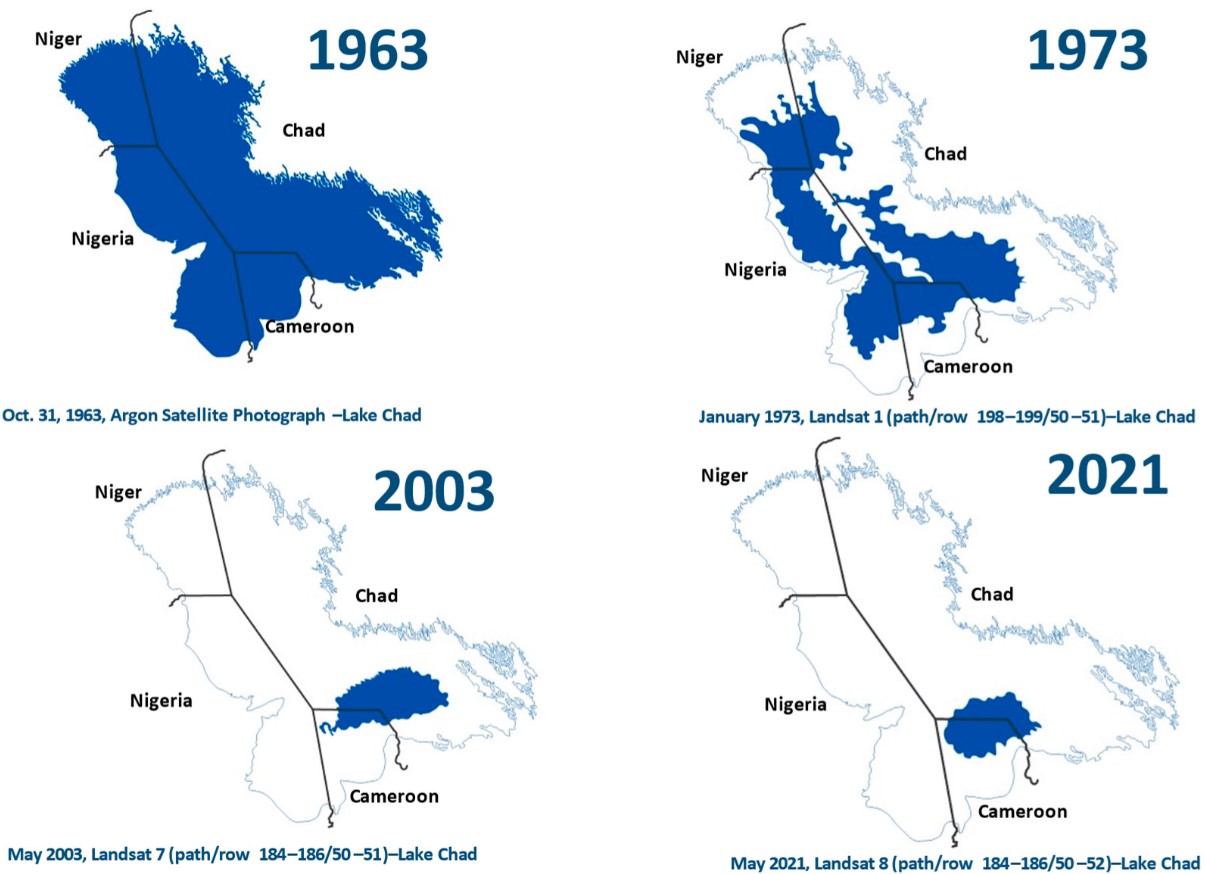 1963
Niger
Chad
Nigeria
Cameroon
Oct. 31, 1963, Argon Satellite Photograph –Lake Chad
1973
Niger
Chad
Nigeria
Cameroon
January 1973, Landsat 1 (path/row 198–199/50 –51)–Lake Chad
2003
Niger
Chad
Nigeria
Cameroon
May 2003, Landsat 7 (path/row 184–186/50 –51)–Lake Chad
2021
Niger
Chad
Nigeria
Cameroon
May 2021, Landsat 8 (path/row 184–186/50 –52)–Lake Chad